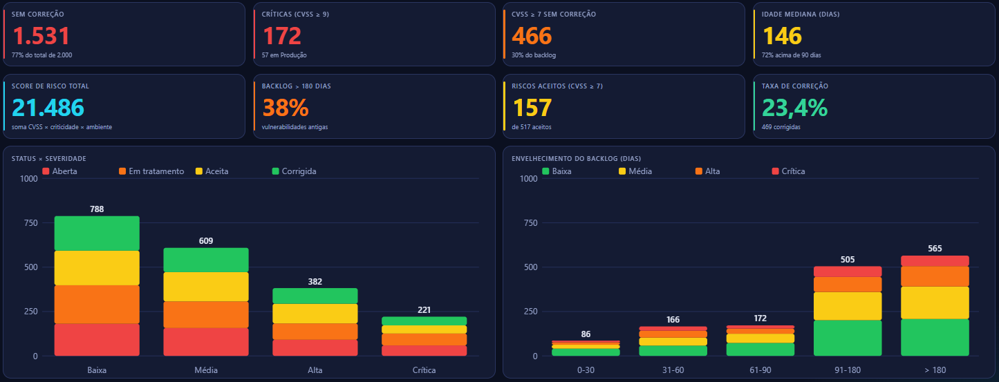 SEM CORREÇÃO
1.531
77% do total de 2.000
CRÍTICAS (CVSS ≥ 9)
172
57 em Produção
CVSS ≥ 7 SEM CORREÇÃO
466
30% do backlog
IDADE MEDIANA (DIAS)
146
72% acima de 90 dias
SCORE DE RISCO TOTAL
21.486
soma CVSS × criticidade × ambiente
BACKLOG > 180 DIAS
38%
vulnerabilidades antigas
RISCOS ACEITOS (CVSS ≥ 7)
157
de 517 aceitos
TAXA DE CORREÇÃO
23,4%
469 corrigidas
STATUS × SEVERIDADE
Aberta Em tratamento Aceita Corrigida
1000
750
500
250
0
788
609
382
221
Baixa Média Alta Crítica
ENVELHECIMENTO DO BACKLOG (DIAS)
Baixa Média Alta Crítica
1000
750
500
250
0
86
166
172
505
565
0-30 31-60 61-90 91-180 > 180